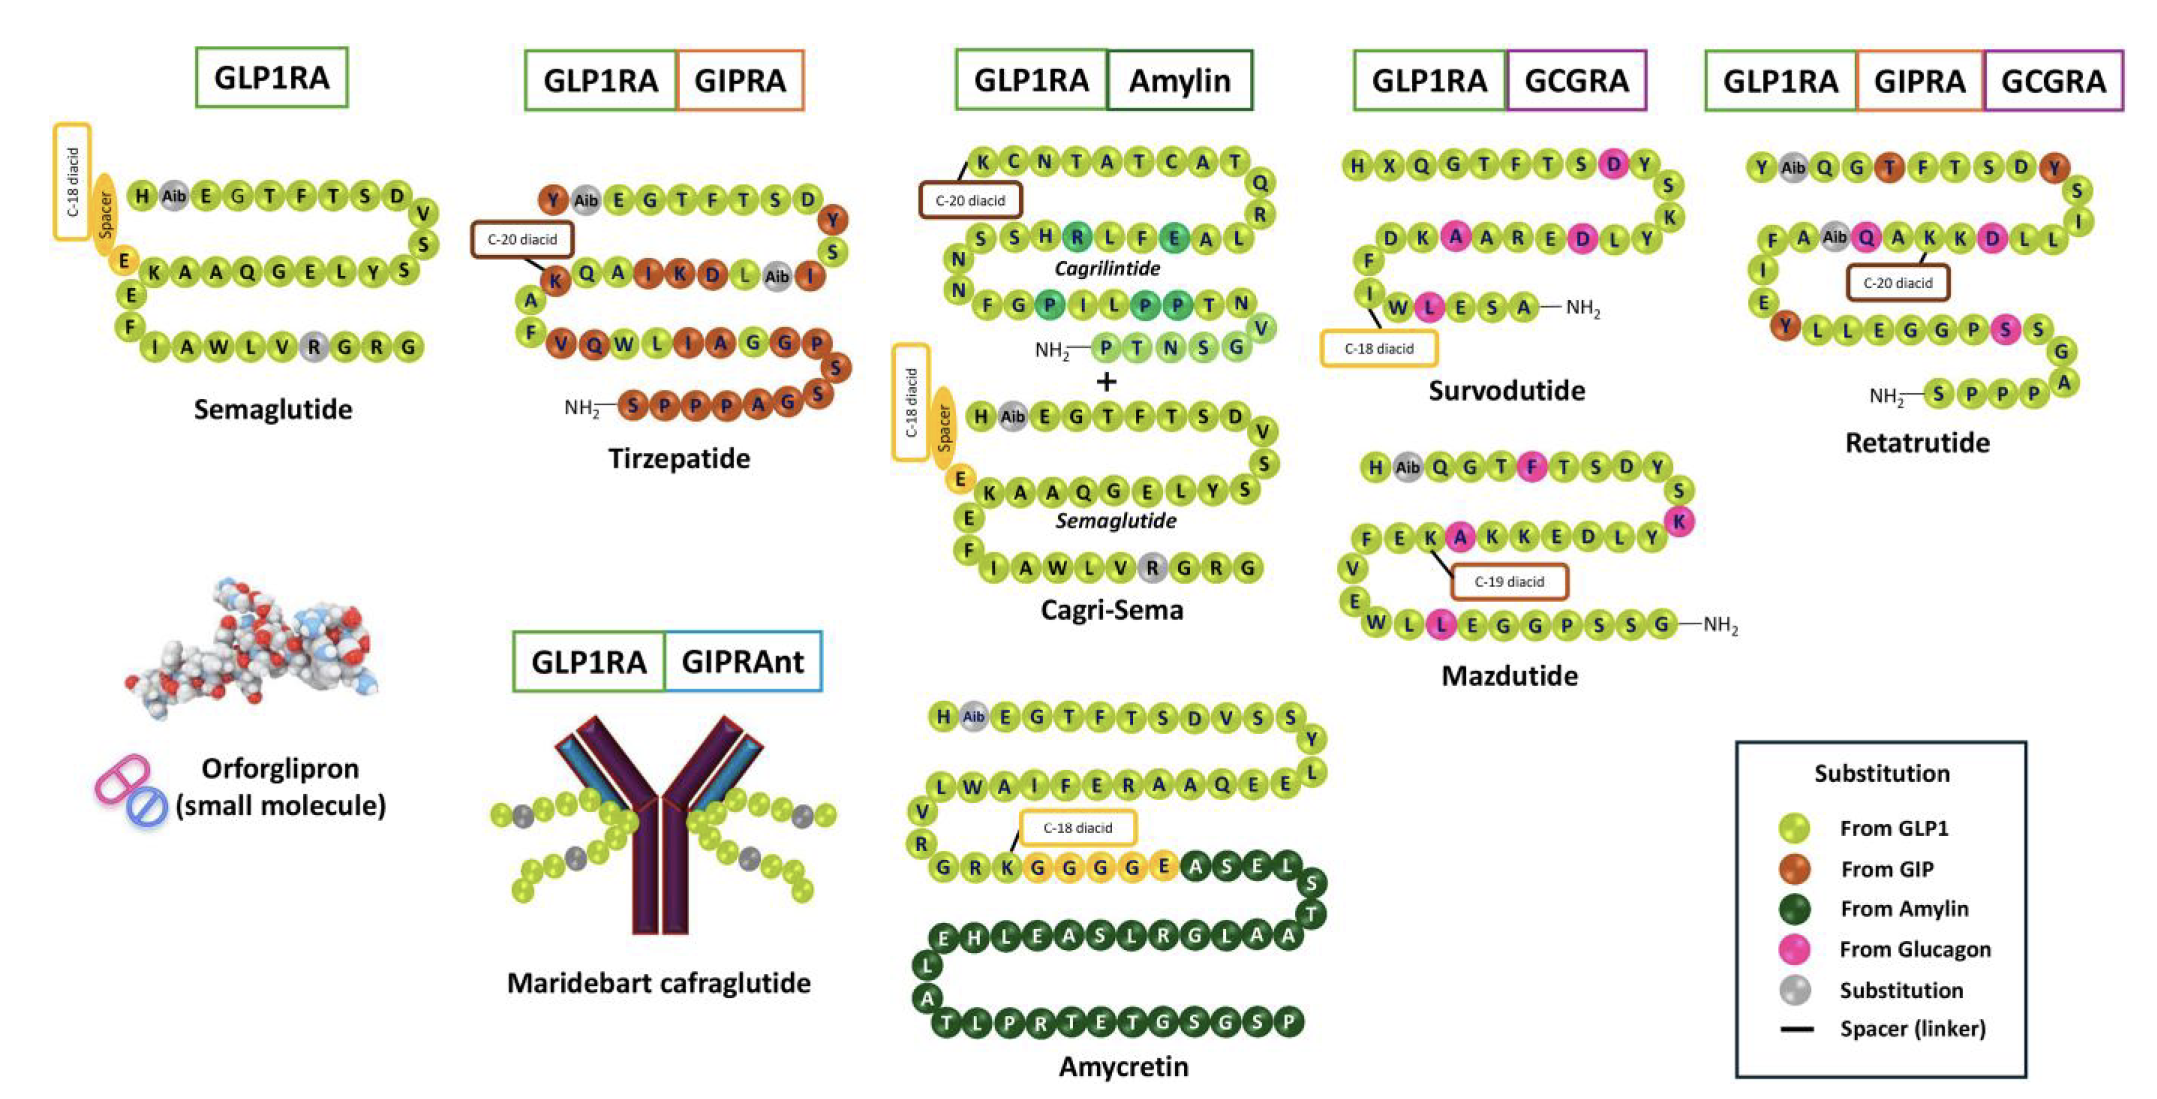 GLP1RA
C-18 diacid
Spacer
H Aib E G T F T S D
V
S
E K A A Q G E L Y S
E
F
I A W L V R G R G
Semaglutide
GLP1RA GIPRA
Y Aib E G T F T S D
Y
S
C-20 diacid
K Q A I K D L Aib I
A
F
V Q W L I A G G P
S
NH2 S P P P A G S
Tirzepatide
GLP1RA Amylin
K C N T A T C A T
C-20 diacid
Q
R
S S H R L F E A L
N
Cagrilintide
N
F G P I L P P T N
V
NH2 P T N S G
+
C-18 diacid
Spacer
H Aib E G T F T S D
V
S
E
K A A Q G E L Y S
E
Semaglutide
F
I A W L V R G R G
Cagri-Sema
H Aib E G T F T S D V S S
Y
L W A I F E R A A Q E E L
V
C-18 diacid
R
G R K G G G G E A S E L
S
T
E H L E A S L R G L A A
L
A
T L P R T E T G S G S P
Amycretin
GLP1RA GCGRA
H X Q G T F T S D Y
S
K
D K A A R E D L Y
F
I
W L E S A NH2
C-18 diacid
Survodutide
H Aib Q G T F T S D Y
S
K
F E K A K K E D L Y
V
C-19 diacid
E
W L L E G G P S S G NH2
Mazdutide
GLP1RA GIPRA GCGRA
Y Aib Q G T F T S D Y
S
I
F A Aib Q A K K D L L
I
C-20 diacid
E
Y L L E G G P S S
G
NH2 S P P P A
Retatrutide
Orforglipron
(small molecule)
GLP1RA GIPRAnt
Maridebart cafraglutide
Substitution
From GLP1
From GIP
From Amylin
From Glucagon
Substitution
Spacer (linker)